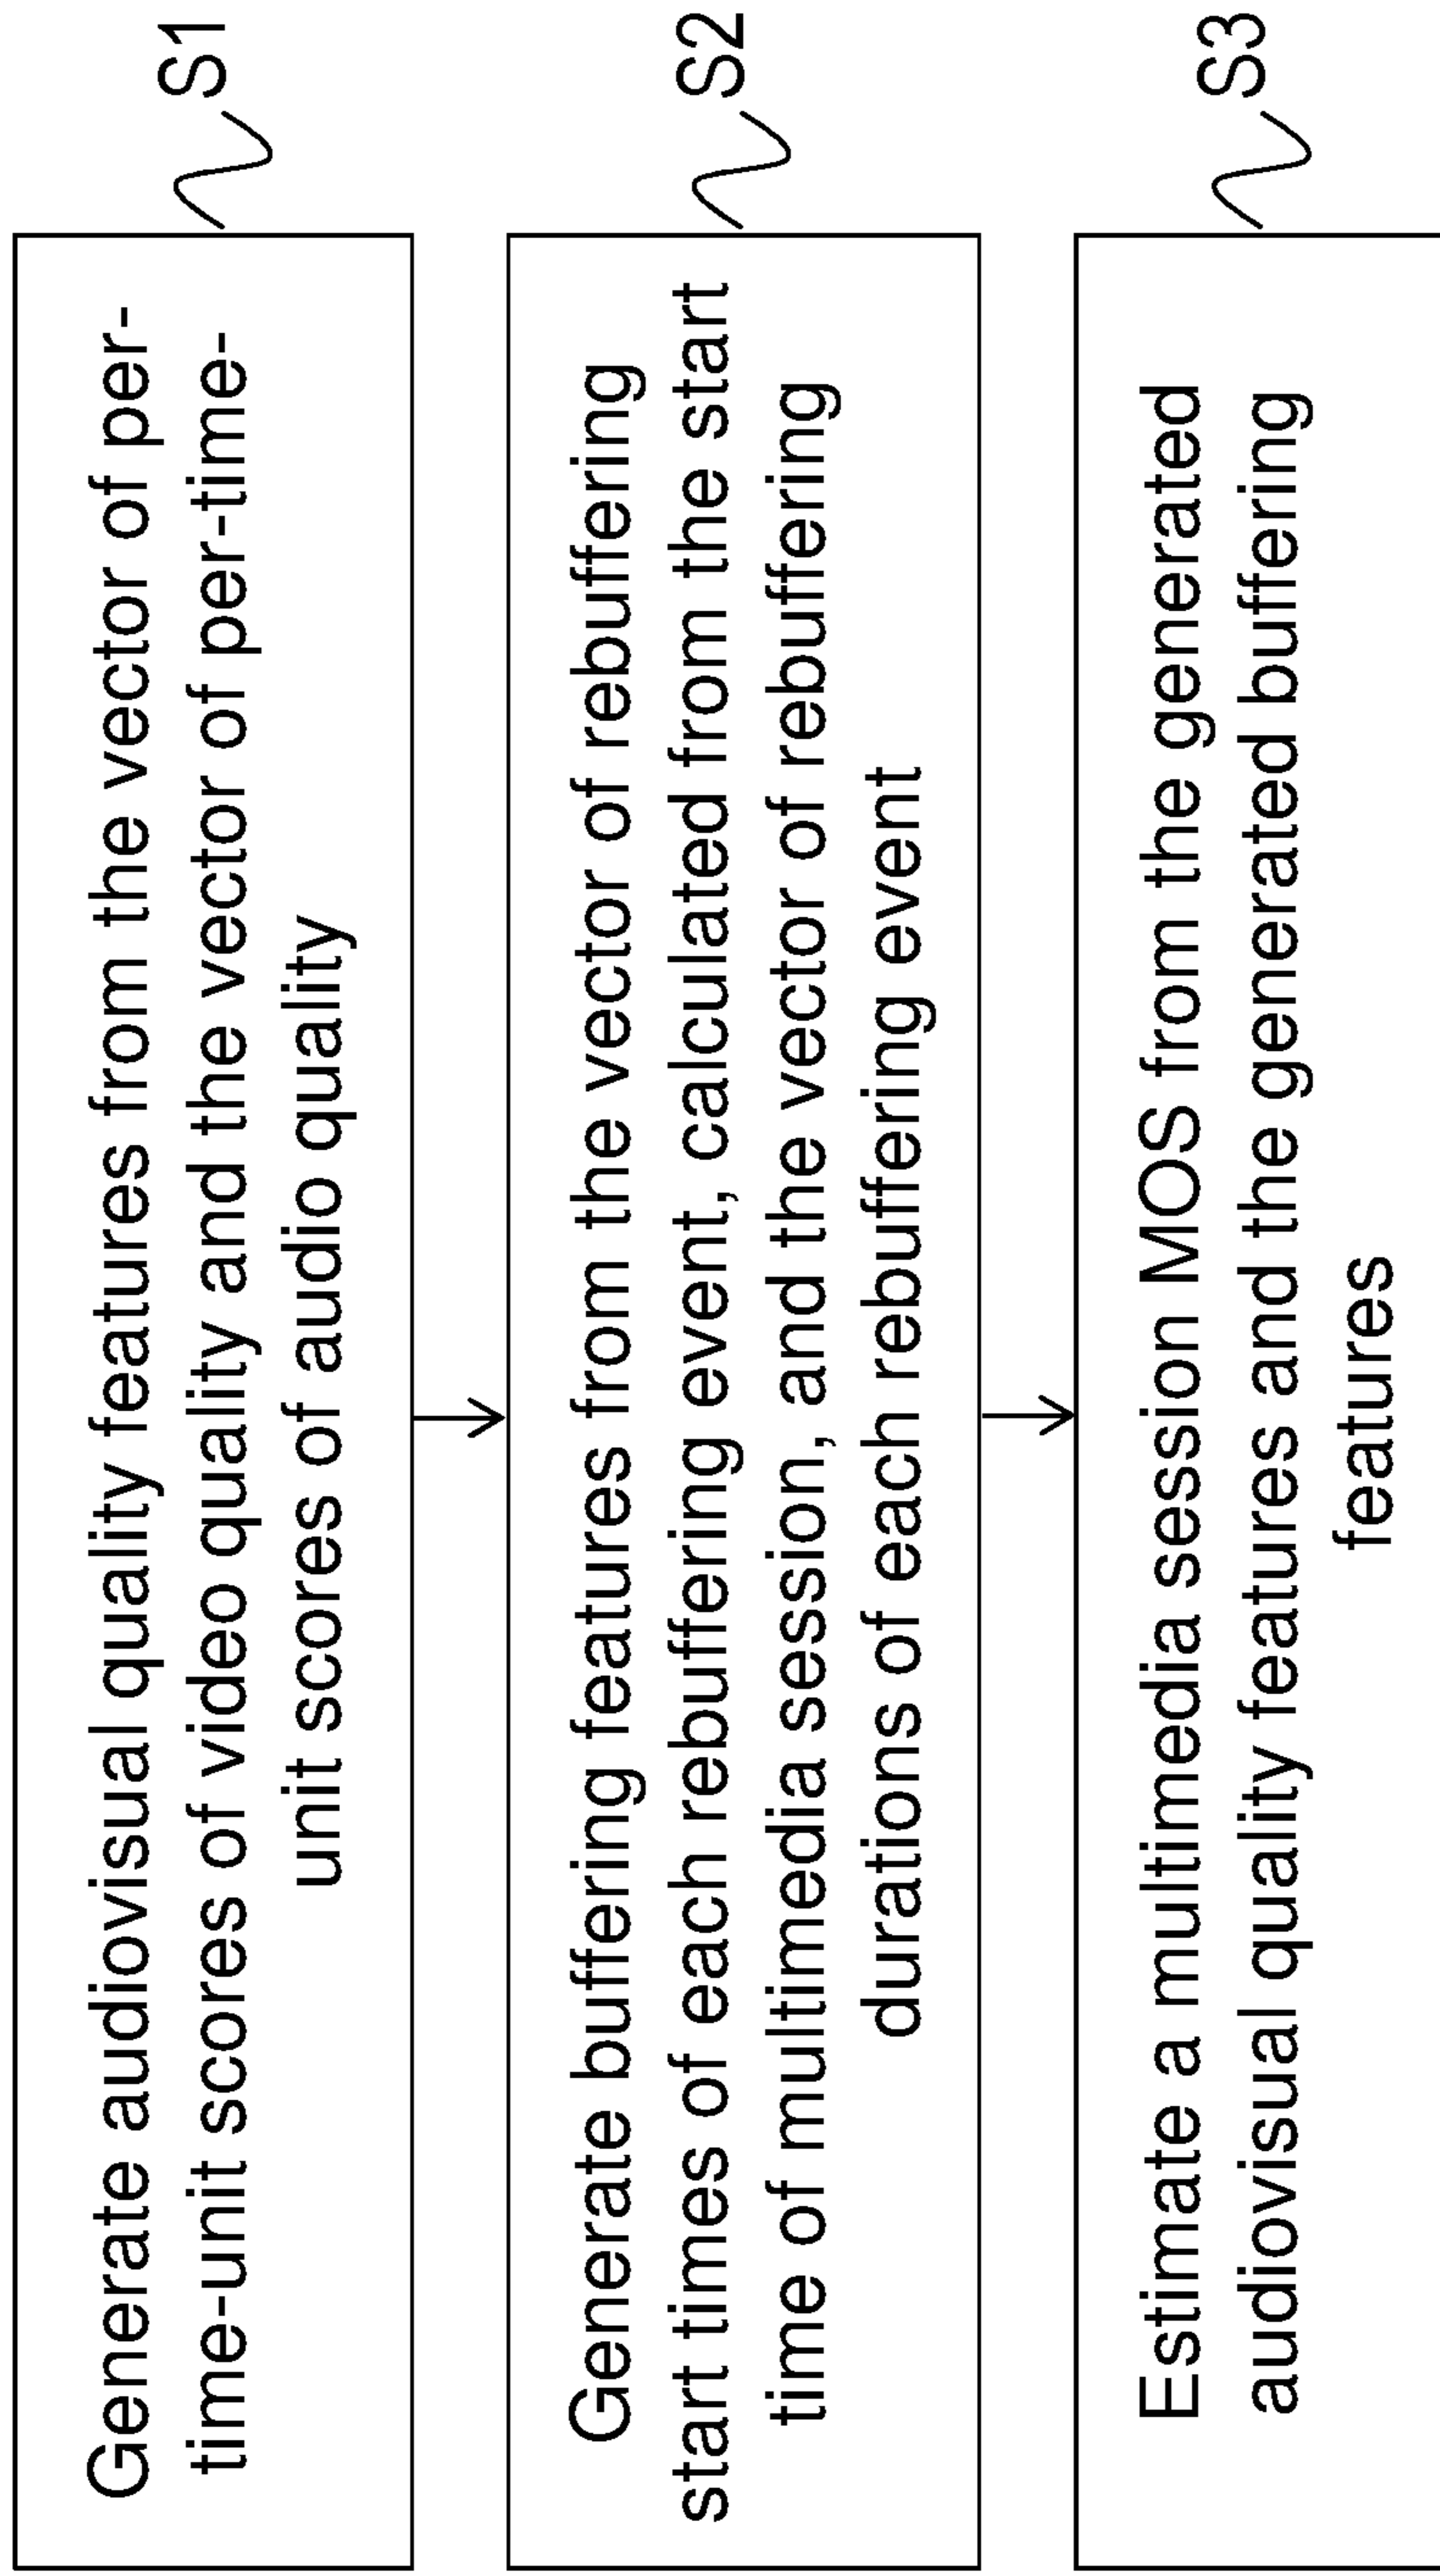 Generate audiovisual quality features from the vector of per-
time-unit scores of video quality and the vector of per-time-
unit scores of audio quality
S1
Generate buffering features from the vector of rebuffering
start times of each rebuffering event, calculated from the start
time of multimedia session, and the vector of rebuffering
durations of each rebuffering event
S2
Estimate a multimedia session MOS from the generated
audiovisual quality features and the generated buffering
features
S3